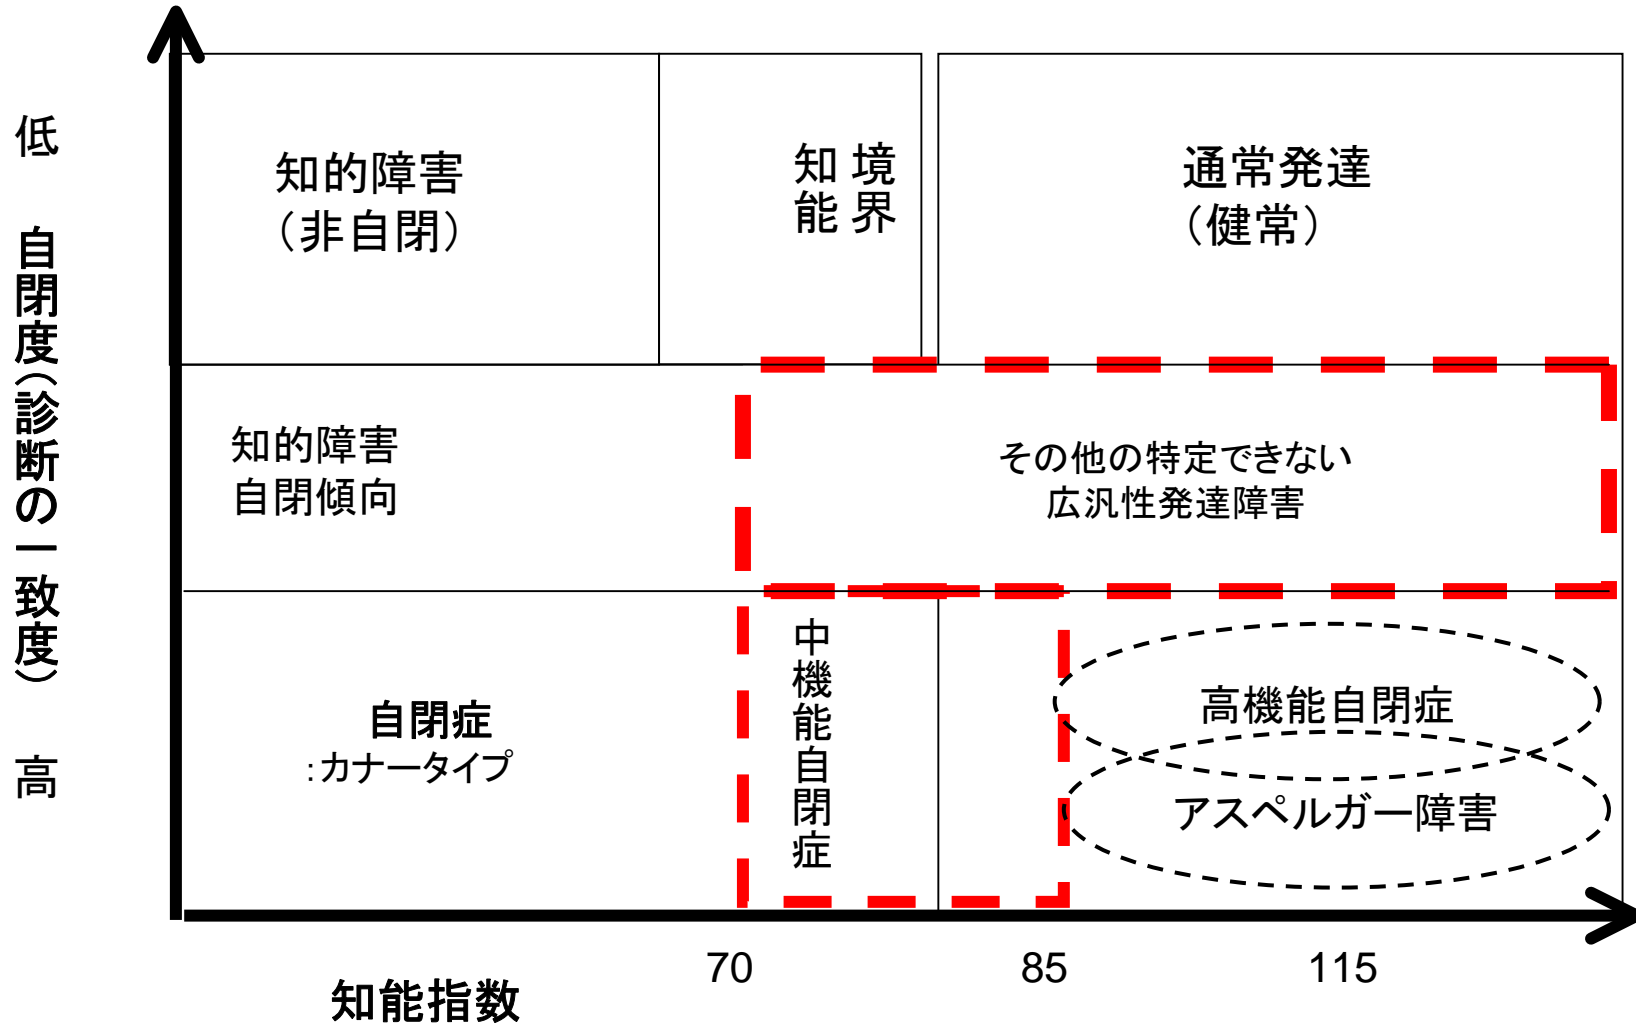 低
自閉度(診断の一致度)
高
知的障害
(非自閉)
境界
知能
通常発達
(健常)
知的障害
自閉傾向
その他の特定できない
広汎性発達障害
自閉症
:カナータイプ
中機能自閉症
高機能自閉症
アスペルガー障害
70
85
115
知能指数